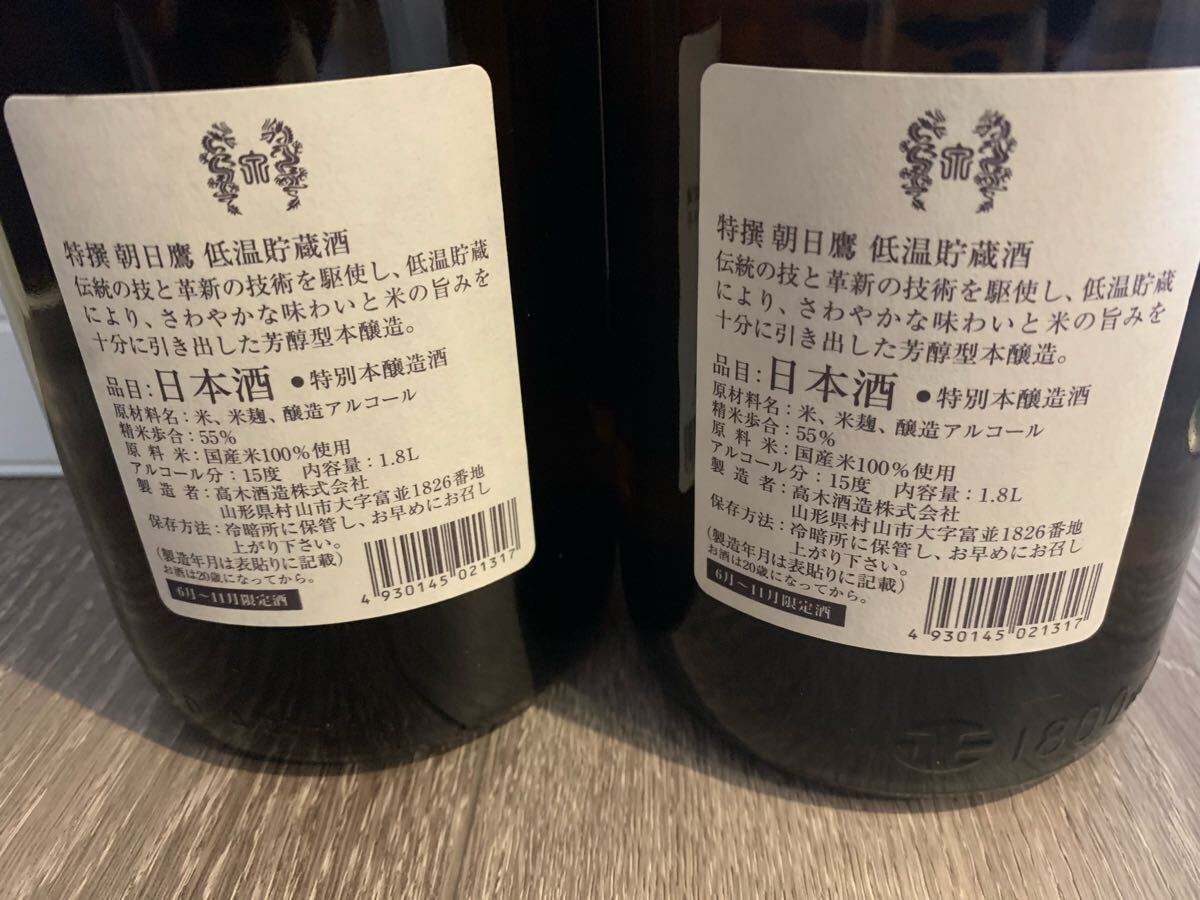 特撰 朝日鷹 低温貯蔵酒
伝統の技と革新の技術を駆使し、低温貯蔵
により、さわやかな味わいと米の旨みを
十分に引き出した芳醇型本醸造。
品目:日本酒 ●特別本醸造酒
原材料名:米、米麹、醸造アルコール
精米歩合:55%
原料米:国産米100%使用
アルコール分:15度 内容量:1.8L
製造者:高木酒造株式会社
山形県村山市大字富並1826番地
保存方法:冷暗所に保管し、お早めにお召し
上がり下さい。
(製造年月は表貼りに記載)
お酒は20歳になってから。
6月~11月限定酒
4 930145 021317
特撰 朝日鷹 低温貯蔵酒
伝統の技と革新の技術を駆使し、低温貯蔵
により、さわやかな味わいと米の旨みを
十分に引き出した芳醇型本醸造。
品目:日本酒 ●特別本醸造酒
原材料名:米、米麹、醸造アルコール
精米歩合:55%
原料米:国産米100%使用
アルコール分:15度 内容量:1.8L
製造者:高木酒造株式会社
山形県村山市大字富並1826番地
保存方法:冷暗所に保管し、お早めにお召し
上がり下さい。
(製造年月は表貼りに記載)
お酒は20歳になってから。
6月~11月限定酒
4 930145 021317